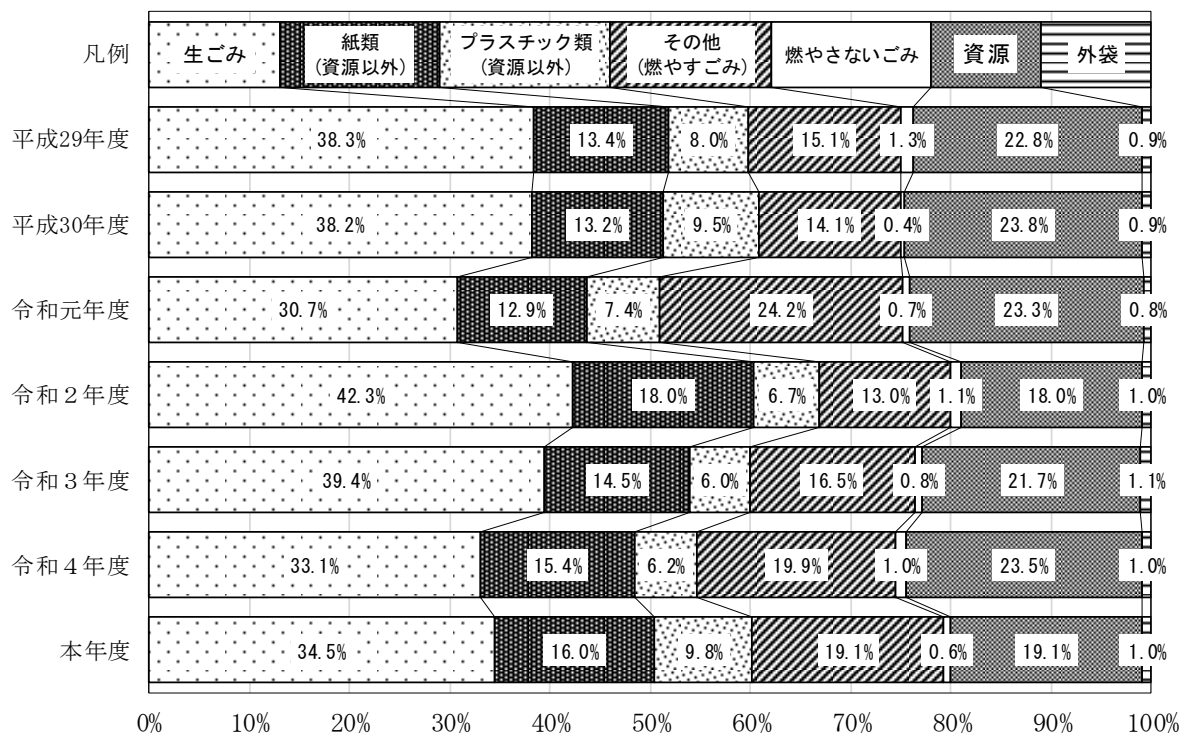 凡例 生ごみ 紙類 プラスチック類 その他 燃やさないごみ 資源 外袋
(資源以外) (資源以外) (燃やすごみ)
平成29年度 38.3% 13.4% 8.0% 15.1% 1.3% 22.8% 0.9%
平成30年度 38.2% 13.2% 9.5% 14.1% 0.4% 23.8% 0.9%
令和元年度 30.7% 12.9% 7.4% 24.2% 0.7% 23.3% 0.8%
令和２年度 42.3% 18.0% 6.7% 13.0% 1.1% 18.0% 1.0%
令和３年度 39.4% 14.5% 6.0% 16.5% 0.8% 21.7% 1.1%
令和４年度 33.1% 15.4% 6.2% 19.9% 1.0% 23.5% 1.0%
本年度 34.5% 16.0% 9.8% 19.1% 0.6% 19.1% 1.0%
0% 10% 20% 30% 40% 50% 60% 70% 80% 90% 100%